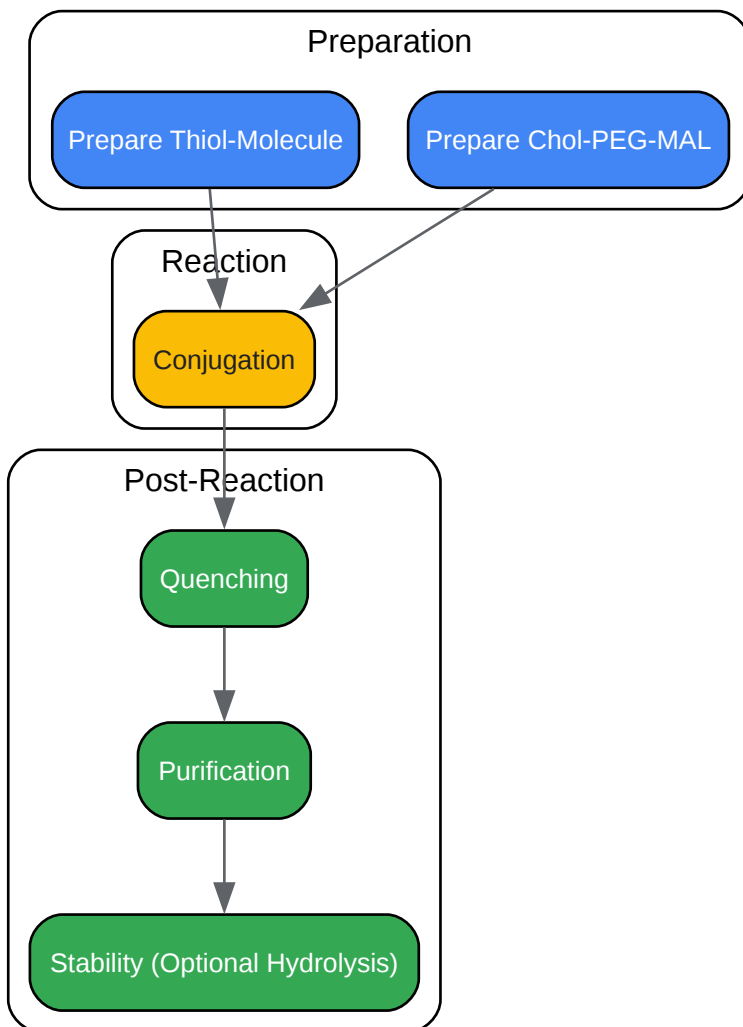 Preparation
Prepare Thiol-Molecule
Prepare Chol-PEG-MAL
Reaction
Conjugation
Post-Reaction
Quenching
Purification
Stability (Optional Hydrolysis)